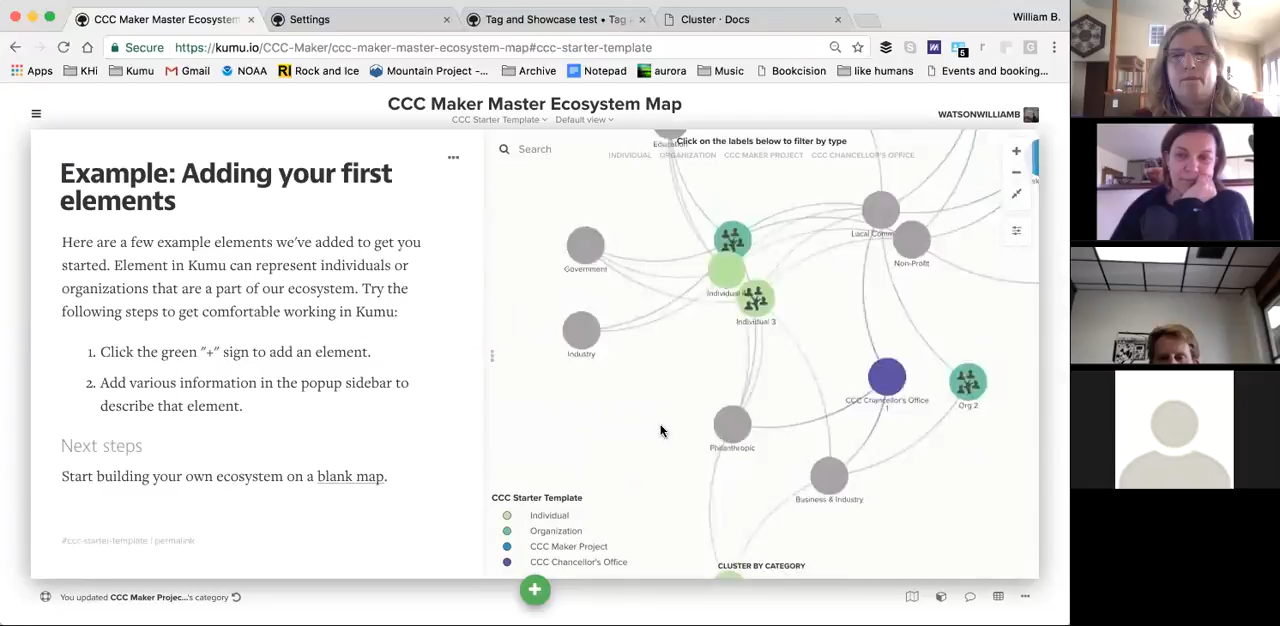 CCC Maker Master Ecosystem
Settings
Tag and Showcase test • Tag
Cluster · Docs
William B.
Secure
https://kumu.io/CCC-Maker/ccc-maker-master-ecosystem-map#ccc-starter-template
5
Apps
KHi
Kumu
Gmail
NOAA
Rock and Ice
Mountain Project -...
Archive
Notepad
aurora
Music
Bookcision
like humans
Events and booking...
CCC Maker Master Ecosystem Map
CCC Starter Template
Default view
WATSONWILLIAMB
Example: Adding your first
elements
Here are a few example elements we've added to get you
started. Element in Kumu can represent individuals or
organizations that are a part of our ecosystem. Try the
following steps to get comfortable working in Kumu:
1. Click the green "+" sign to add an element.
2. Add various information in the popup sidebar to
describe that element.
Next steps
Start building your own ecosystem on a blank map.
#ccc-starter-template | permalink
Search
Click on the labels below to filter by type
INDIVIDUAL ORGANIZATION CCC MAKER PROJECT CCC CHANCELLOR'S OFFICE
Local Comm
Non-Profit
Government
Individual
Individual 3
Industry
CCC Chancellor's Office
1
Org 2
Philanthropic
Business & Industry
CCC Starter Template
Individual
Organization
CCC Maker Project
CCC Chancellor's Office
CLUSTER BY CATEGORY
You updated CCC Maker Projec...'s category